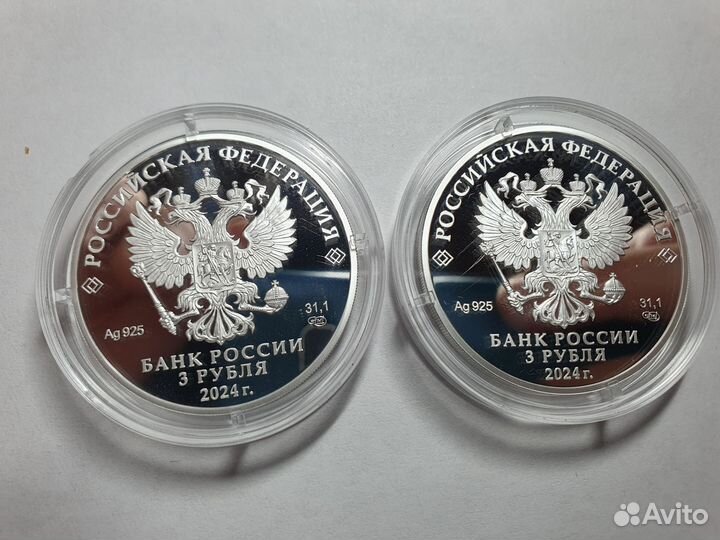 РОССИЙСКАЯ ФЕДЕРАЦИЯ
Ag 925
31,1
БАНК РОССИИ
3 РУБЛЯ
2024 г.
РОССИЙСКАЯ ФЕДЕРАЦИЯ
Ag 925
31,1
БАНК РОССИИ
3 РУБЛЯ
2024 г.
Avito